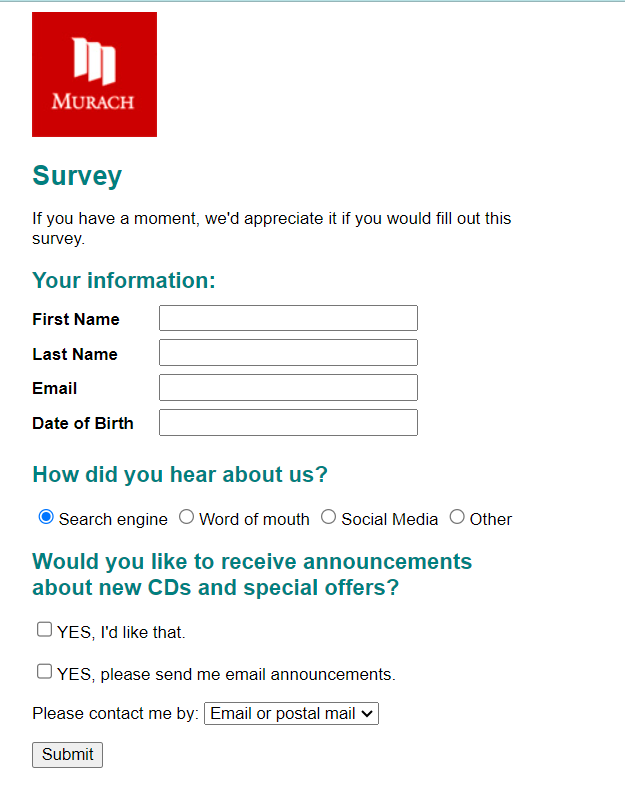 MURACH
Survey
If you have a moment, we'd appreciate it if you would fill out this
survey.
Your information:
First Name
Last Name
Email
Date of Birth
How did you hear about us?
Search engine Word of mouth Social Media Other
Would you like to receive announcements
about new CDs and special offers?
YES, I'd like that.
YES, please send me email announcements.
Please contact me by: Email or postal mail
Submit